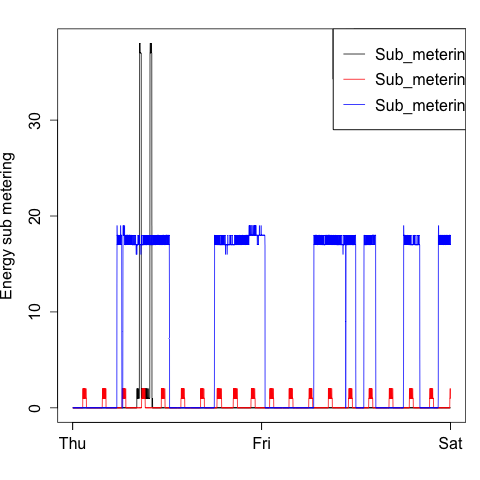 Sub_meterin
Sub_meterin
Sub_meterin
Energy sub metering
30
20
10
0
Thu Fri Sat